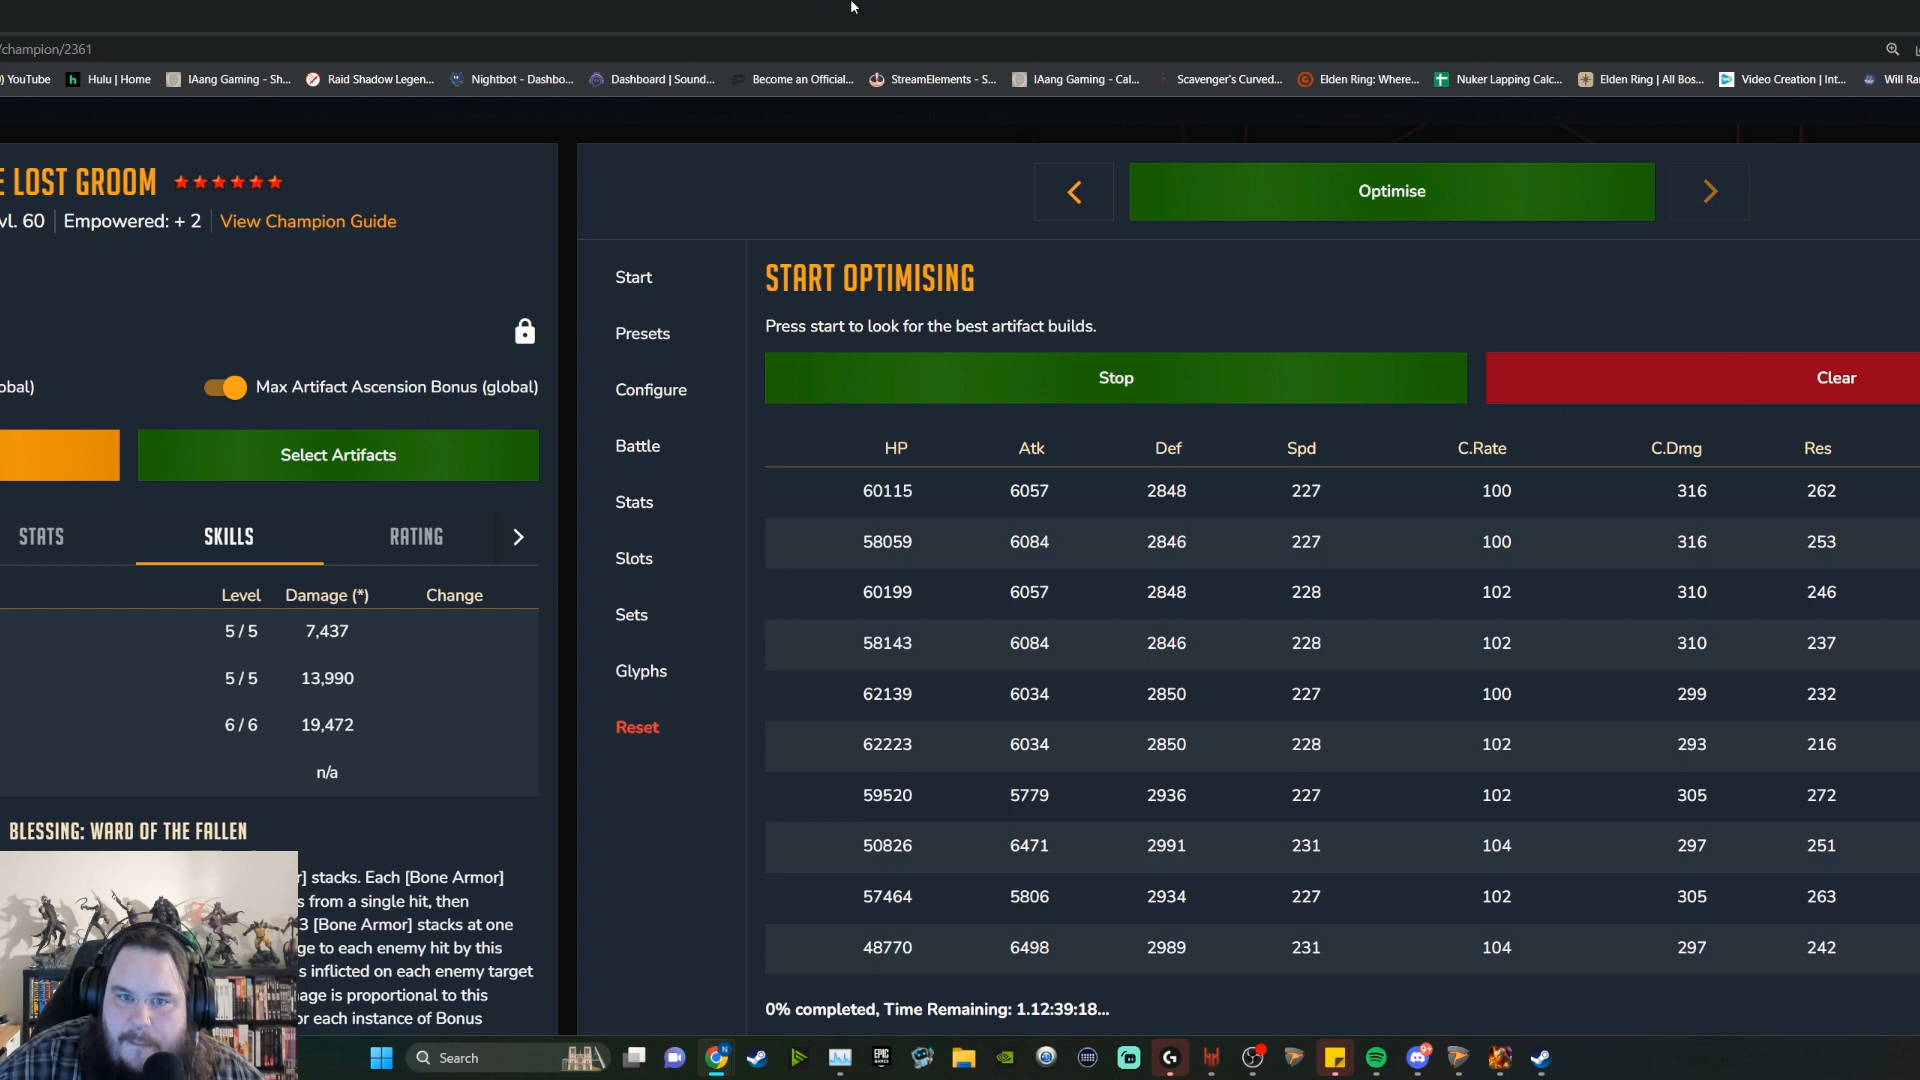 /champion/2361
YouTube Hulu | Home IAang Gaming - Sh... Raid Shadow Legen... Nightbot - Dashbo... Dashboard | Sound... Become an Official... StreamElements - S... IAang Gaming - Cal... Scavenger's Curved... Elden Ring: Where... Nuker Lapping Calc... Elden Ring | All Bos... Video Creation | Int... Will Ra
LOST GROOM
vl. 60 Empowered: + 2 View Champion Guide
obal) Max Artifact Ascension Bonus (global)
Select Artifacts
STATS SKILLS RATING
Level Damage (*) Change
5 / 5 7,437
5 / 5 13,990
6 / 6 19,472
n/a
BLESSING: WARD OF THE FALLEN
r] stacks. Each [Bone Armor]
s from a single hit, then
3 [Bone Armor] stacks at one
ge to each enemy hit by this
s inflicted on each enemy target
age is proportional to this
or each instance of Bonus
Optimise
Start
Presets
Configure
Battle
Stats
Slots
Sets
Glyphs
Reset
START OPTIMISING
Press start to look for the best artifact builds.
Stop Clear
HP Atk Def Spd C.Rate C.Dmg Res
60115 6057 2848 227 100 316 262
58059 6084 2846 227 100 316 253
60199 6057 2848 228 102 310 246
58143 6084 2846 228 102 310 237
62139 6034 2850 227 100 299 232
62223 6034 2850 228 102 293 216
59520 5779 2936 227 102 305 272
50826 6471 2991 231 104 297 251
57464 5806 2934 227 102 305 263
48770 6498 2989 231 104 297 242
0% completed, Time Remaining: 1.12:39:18...
Search
EPIC
9+